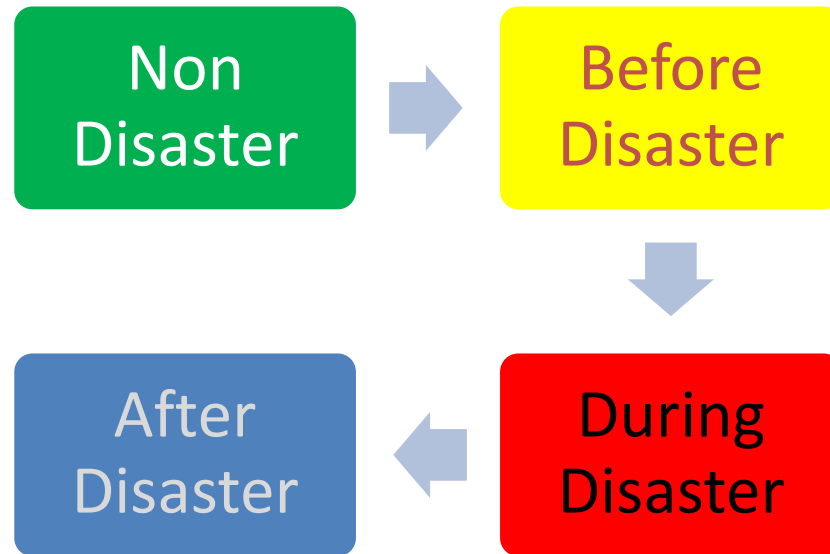 Non
Disaster
Before
Disaster
During
Disaster
After
Disaster